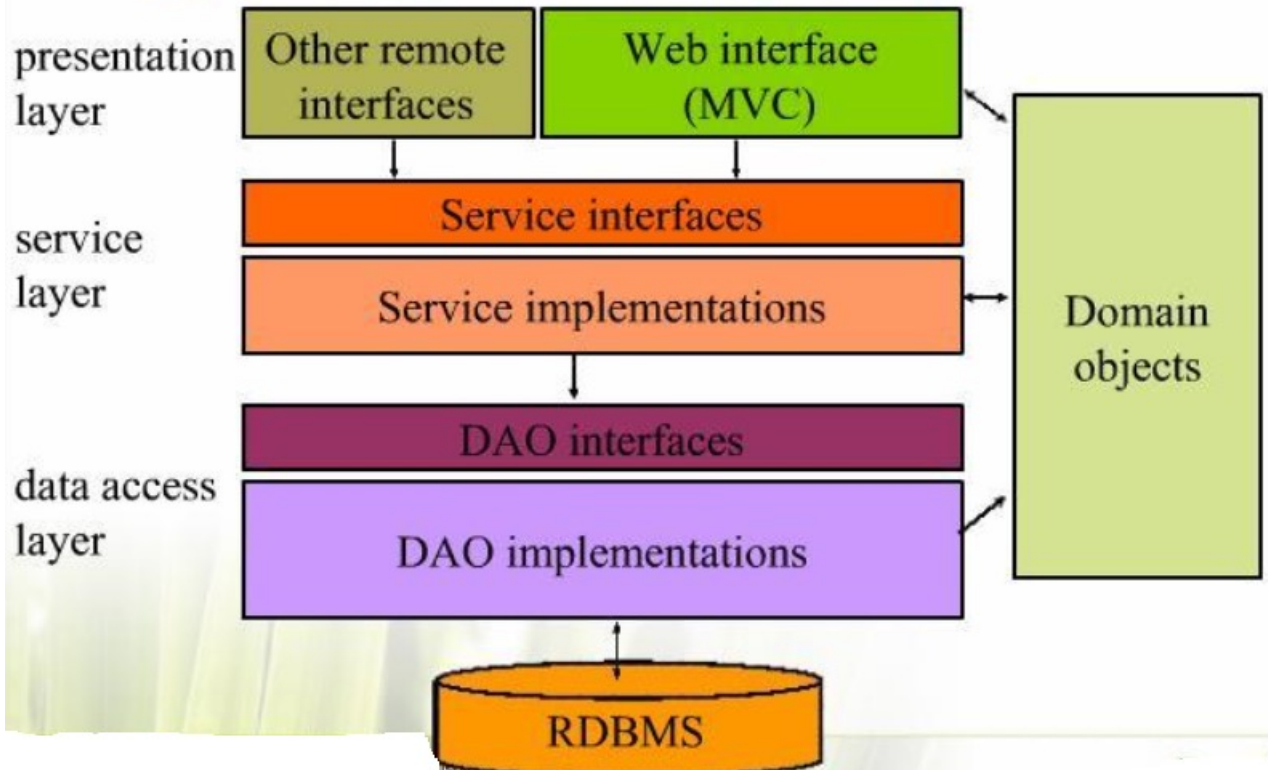 presentation
layer
Other remote
interfaces
Web interface
(MVC)
service
layer
Service interfaces
Service implementations
Domain
objects
data access
layer
DAO interfaces
DAO implementations
RDBMS